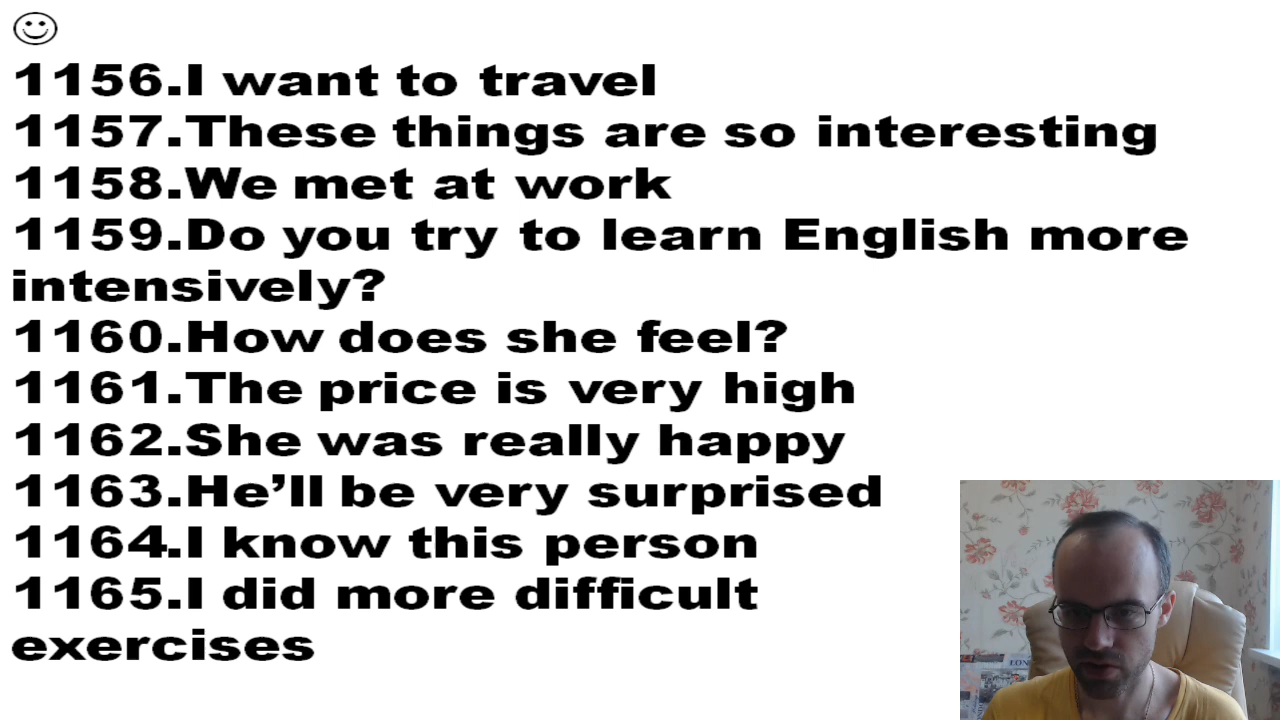 1156.I want to travel
1157.These things are so interesting
1158.We met at work
1159.Do you try to learn English more
intensively?
1160.How does she feel?
1161.The price is very high
1162.She was really happy
1163.He’ll be very surprised
1164.I know this person
1165.I did more difficult
exercises